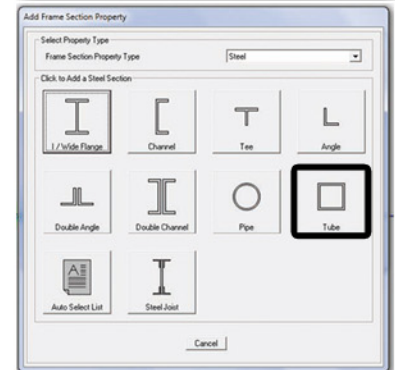 Add Frame Section Property
Select Property Type
Frame Section Property Type Steel
Click to Add a Steel Section
I / Wide Flange Channel Tee Angle
Double Angle Double Channel Pipe Tube
Auto Select List Steel Joist
Cancel